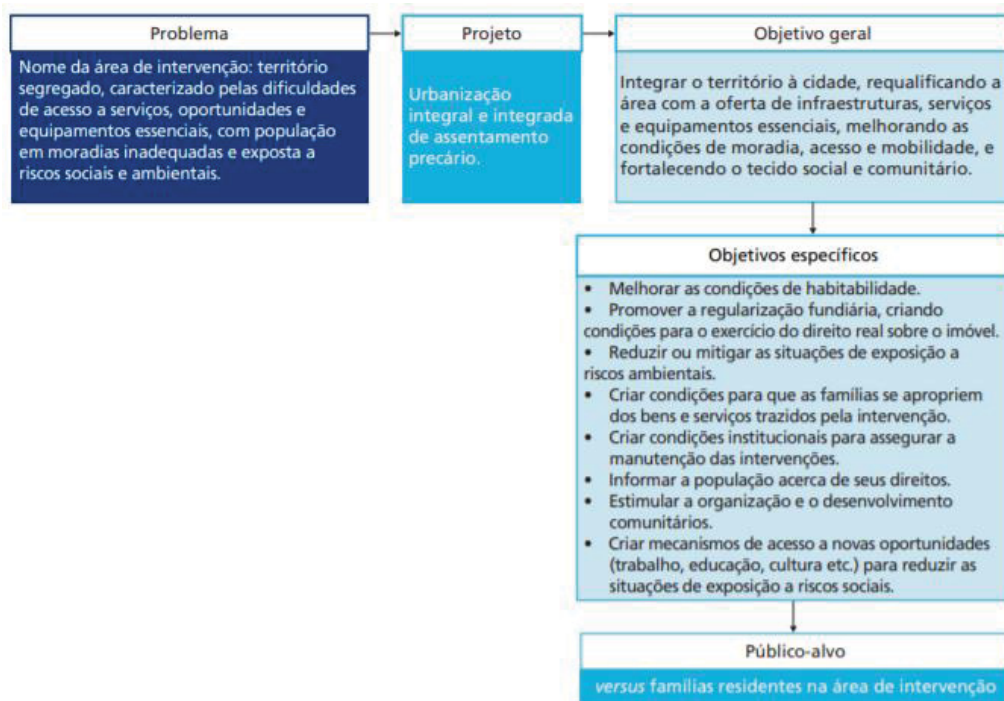 Problema
Nome da área de intervenção: território
segregado, caracterizado pelas dificuldades
de acesso a serviços, oportunidades e
equipamentos essenciais, com população
em moradias inadequadas e exposta a
riscos sociais e ambientais.
Projeto
Urbanização
integral e integrada
de assentamento
precário.
Objetivo geral
Integrar o território à cidade, requalificando a
área com a oferta de infraestruturas, serviços
e equipamentos essenciais, melhorando as
condições de moradia, acesso e mobilidade, e
fortalecendo o tecido social e comunitário.
Objetivos específicos
• Melhorar as condições de habitabilidade.
• Promover a regularização fundiária, criando
condições para o exercício do direito real sobre o imóvel.
• Reduzir ou mitigar as situações de exposição a
riscos ambientais.
• Criar condições para que as famílias se apropriem
dos bens e serviços trazidos pela intervenção.
• Criar condições institucionais para assegurar a
manutenção das intervenções.
• Informar a população acerca de seus direitos.
• Estimular a organização e o desenvolvimento
comunitários.
• Criar mecanismos de acesso a novas oportunidades
(trabalho, educação, cultura etc.) para reduzir as
situações de exposição a riscos sociais.
Público-alvo
versus famílias residentes na área de intervenção